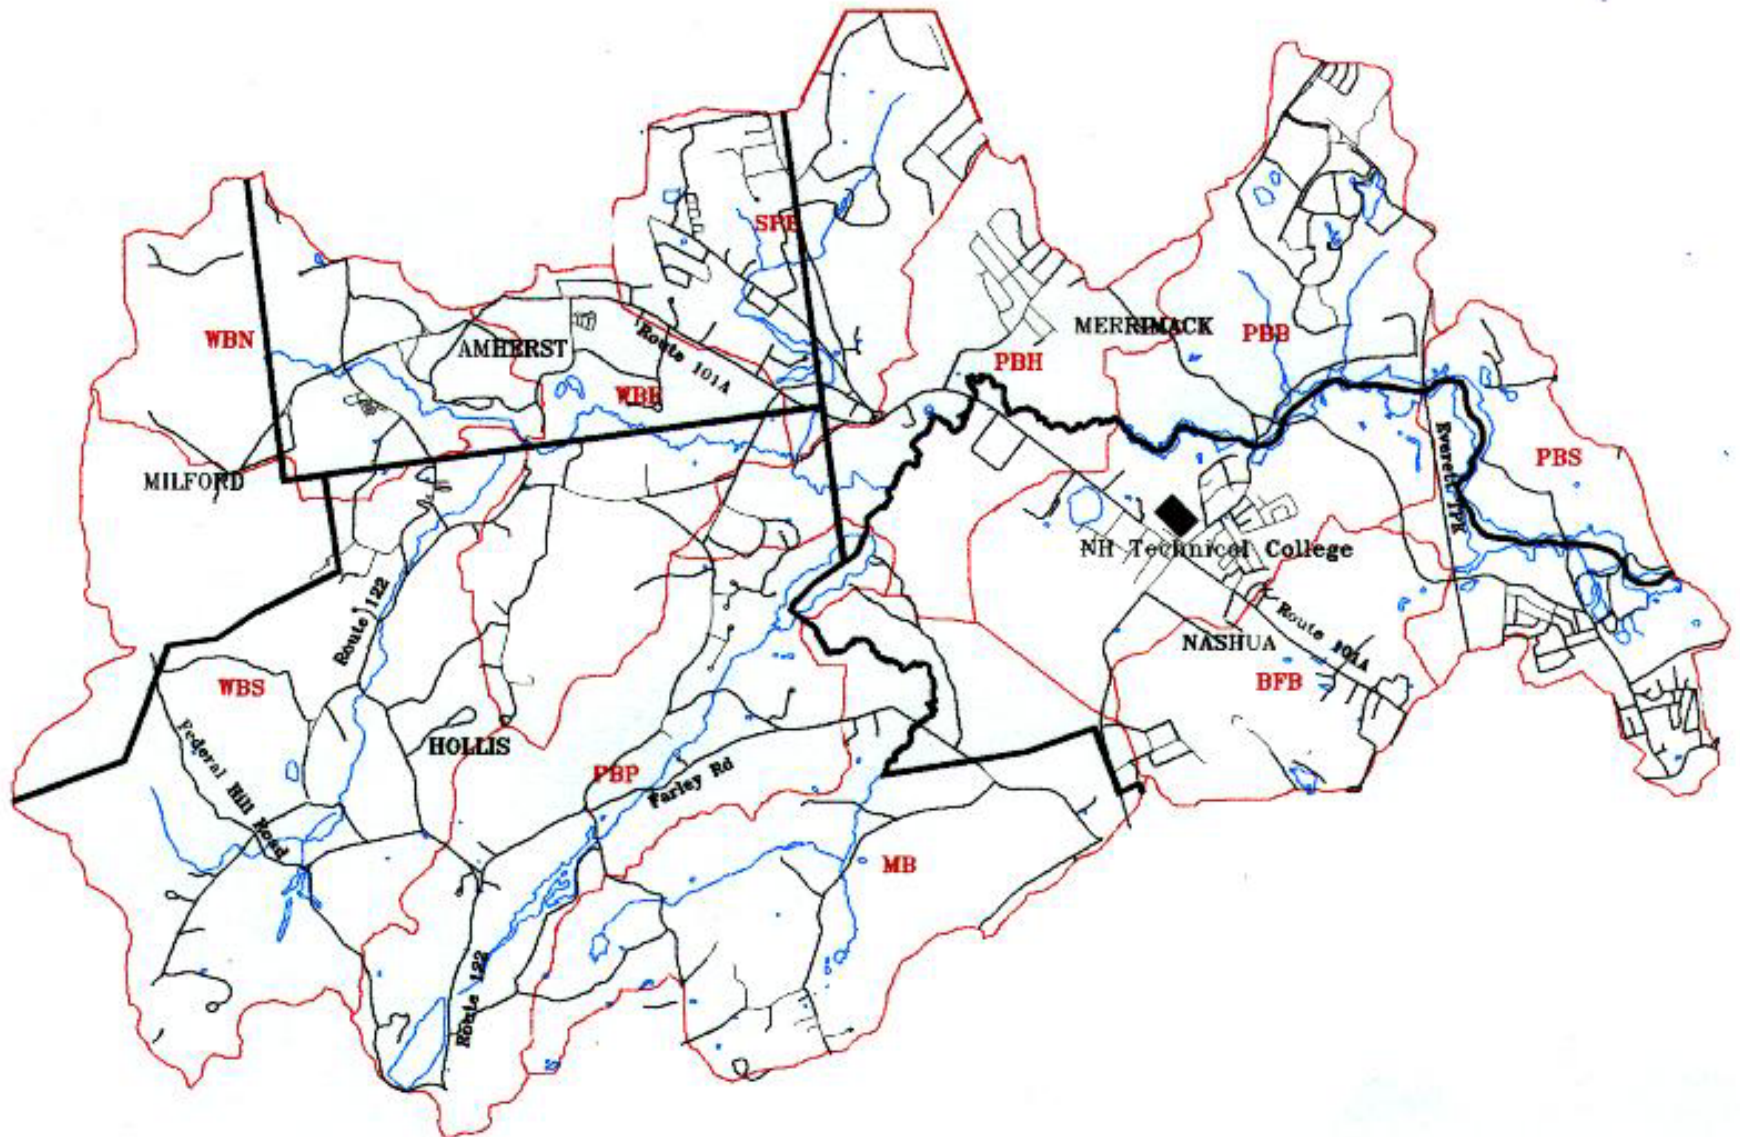 SPB
WBN
AMHERST
Route 101A
WBE
MERRIMACK
PBB
PBH
MILFORD
Everett TPK
PBS
NH Technical College
Route 122
NASHUA
Route 101A
BFB
WBS
Federal Hill Road
HOLLIS
PBP
Farley Rd
MB
Route 122